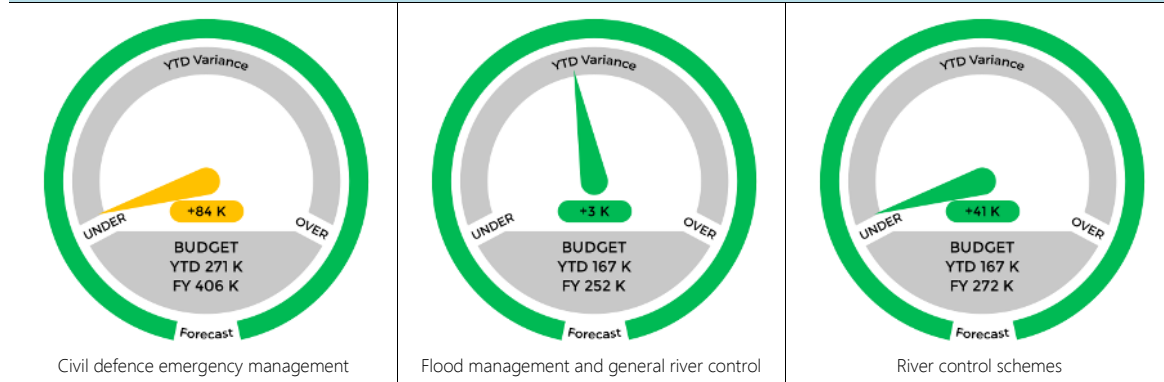 YTD Variance
+84 K
UNDER
OVER
BUDGET
YTD 271 K
FY 406 K
Forecast
Civil defence emergency management
YTD Variance
+3 K
UNDER
OVER
BUDGET
YTD 167 K
FY 252 K
Forecast
Flood management and general river control
YTD Variance
+41 K
UNDER
OVER
BUDGET
YTD 167 K
FY 272 K
Forecast
River control schemes